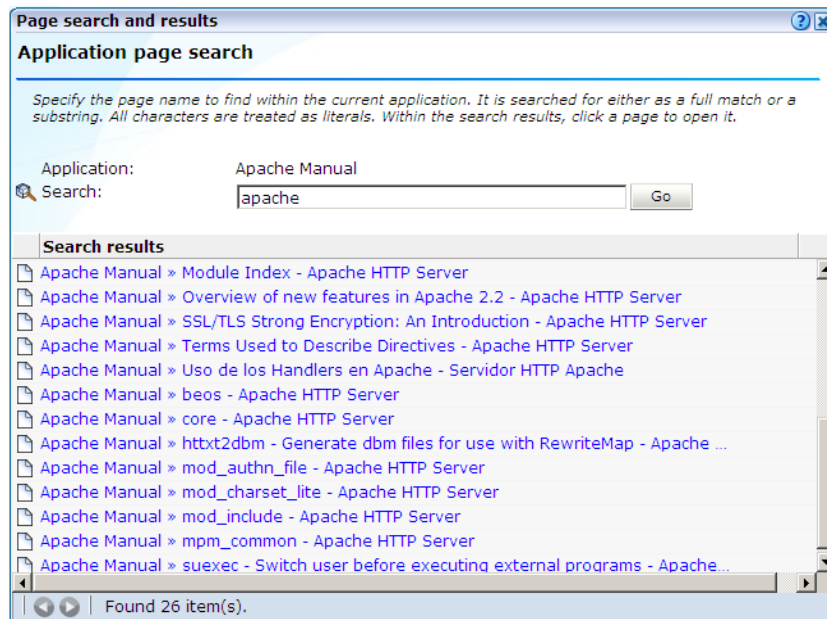 Page search and results
Application page search
Specify the page name to find within the current application. It is searched for either as a full match or a
substring. All characters are treated as literals. Within the search results, click a page to open it.
Application: Apache Manual
Search: apache Go
Search results
Apache Manual » Module Index - Apache HTTP Server
Apache Manual » Overview of new features in Apache 2.2 - Apache HTTP Server
Apache Manual » SSL/TLS Strong Encryption: An Introduction - Apache HTTP Server
Apache Manual » Terms Used to Describe Directives - Apache HTTP Server
Apache Manual » Uso de los Handlers en Apache - Servidor HTTP Apache
Apache Manual » beos - Apache HTTP Server
Apache Manual » core - Apache HTTP Server
Apache Manual » httxt2dbm - Generate dbm files for use with RewriteMap - Apache ...
Apache Manual » mod_authn_file - Apache HTTP Server
Apache Manual » mod_charset_lite - Apache HTTP Server
Apache Manual » mod_include - Apache HTTP Server
Apache Manual » mpm_common - Apache HTTP Server
Apache Manual » suexec - Switch user before executing external programs - Apache...
Found 26 item(s).